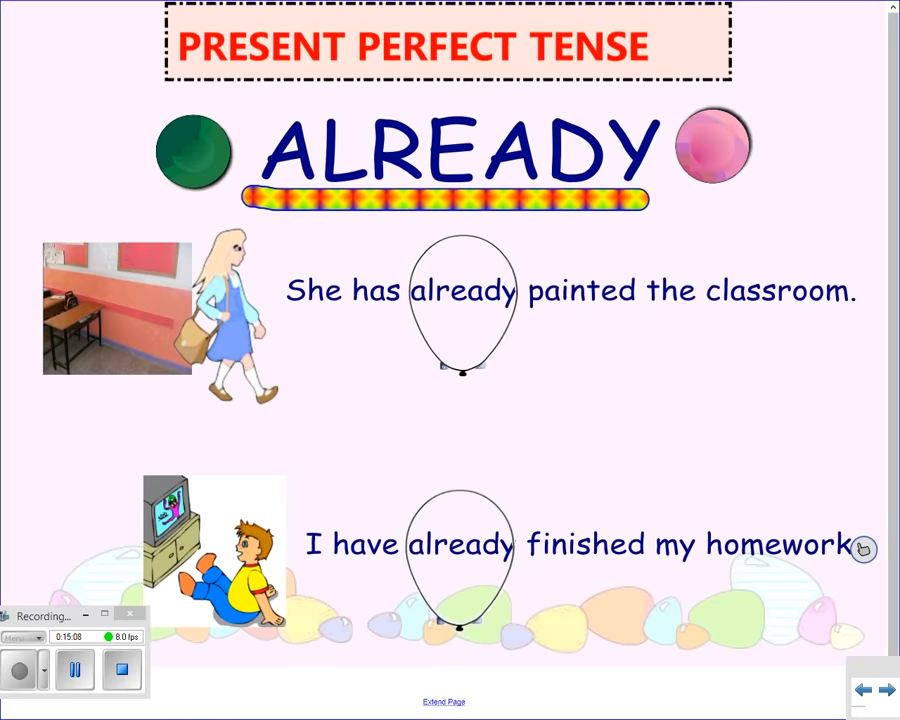 PRESENT PERFECT TENSE
ALREADY
She has already painted the classroom.
I have already finished my homework
Recording...
Menu
0:15:08
8.0 fps
Extend Page